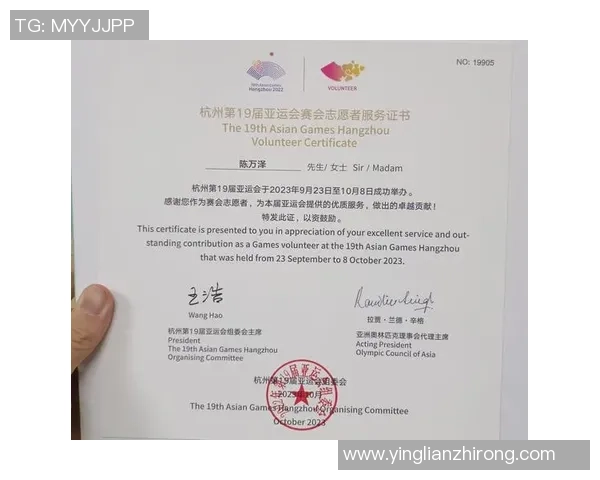 TG: MYYJJPP
NO: 19905
Hangzhou 2022
VOLUNTEER
杭州第19届亚运会赛会志愿者服务证书
The 19th Asian Games Hangzhou
Volunteer Certificate
陈万泽 先生/女士 Sir / Madam
杭州第19届亚运会于2023年9月23日至10月8日成功举办。
感谢您作为赛会志愿者，为本届亚运会提供的优质服务，做出的卓越贡献！
特发此证，以资鼓励。
This certificate is presented to you in appreciation of your excellent service and out-
standing contribution as a Games volunteer at the 19th Asian Games Hangzhou
that was held from 23 September to 8 October 2023.
王浩
Wang Hao
杭州第19届亚运会组委会主席
President
The 19th Asian Games Hangzhou
Organising Committee
拉贾·兰德·辛格
亚洲奥林匹克理事会代理主席
Acting President
Olympic Council of Asia
杭州第19届亚运会组委会
2023年10月
The 19th Asian Games Hangzhou Organising Committee
October 2023
www.yinglianzhirong.com